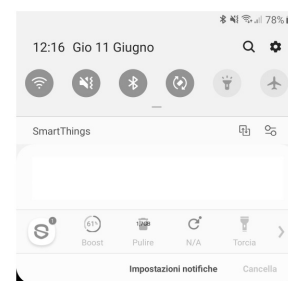 78%
12:16 Gio 11 Giugno
SmartThings
61%
Boost Pulire N/A Torcia
Impostazioni notifiche Cancella